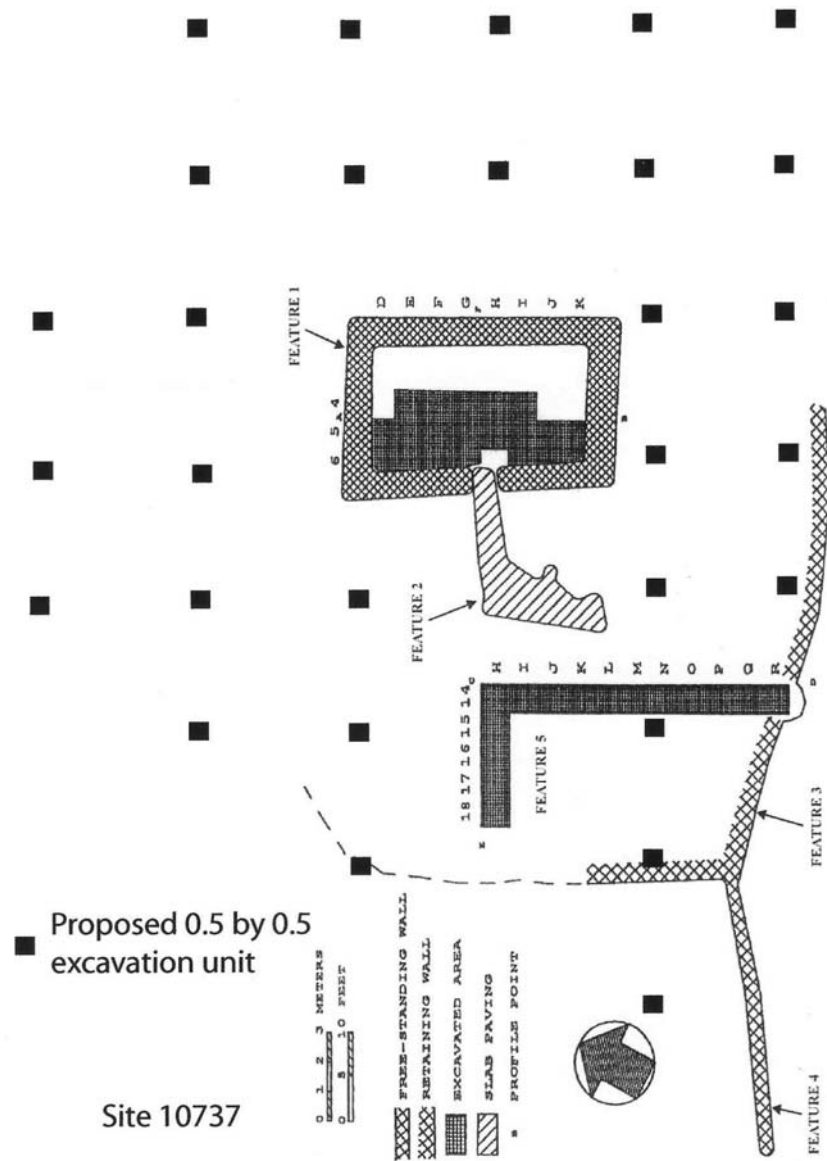 FEATURE 1
D E F G H I J K
F
4
A
5
6
B
FEATURE 2
C
H I J K L M N O P Q R
D
14
15
16
17
18
FEATURE 5
E
FEATURE 3
Proposed 0.5 by 0.5
excavation unit
0 1 2 3 METERS
0 5 10 FEET
FREE-STANDING WALL
RETAINING WALL
EXCAVATED AREA
SLAB PAVING
PROFILE POINT
Site 10737
FEATURE 4